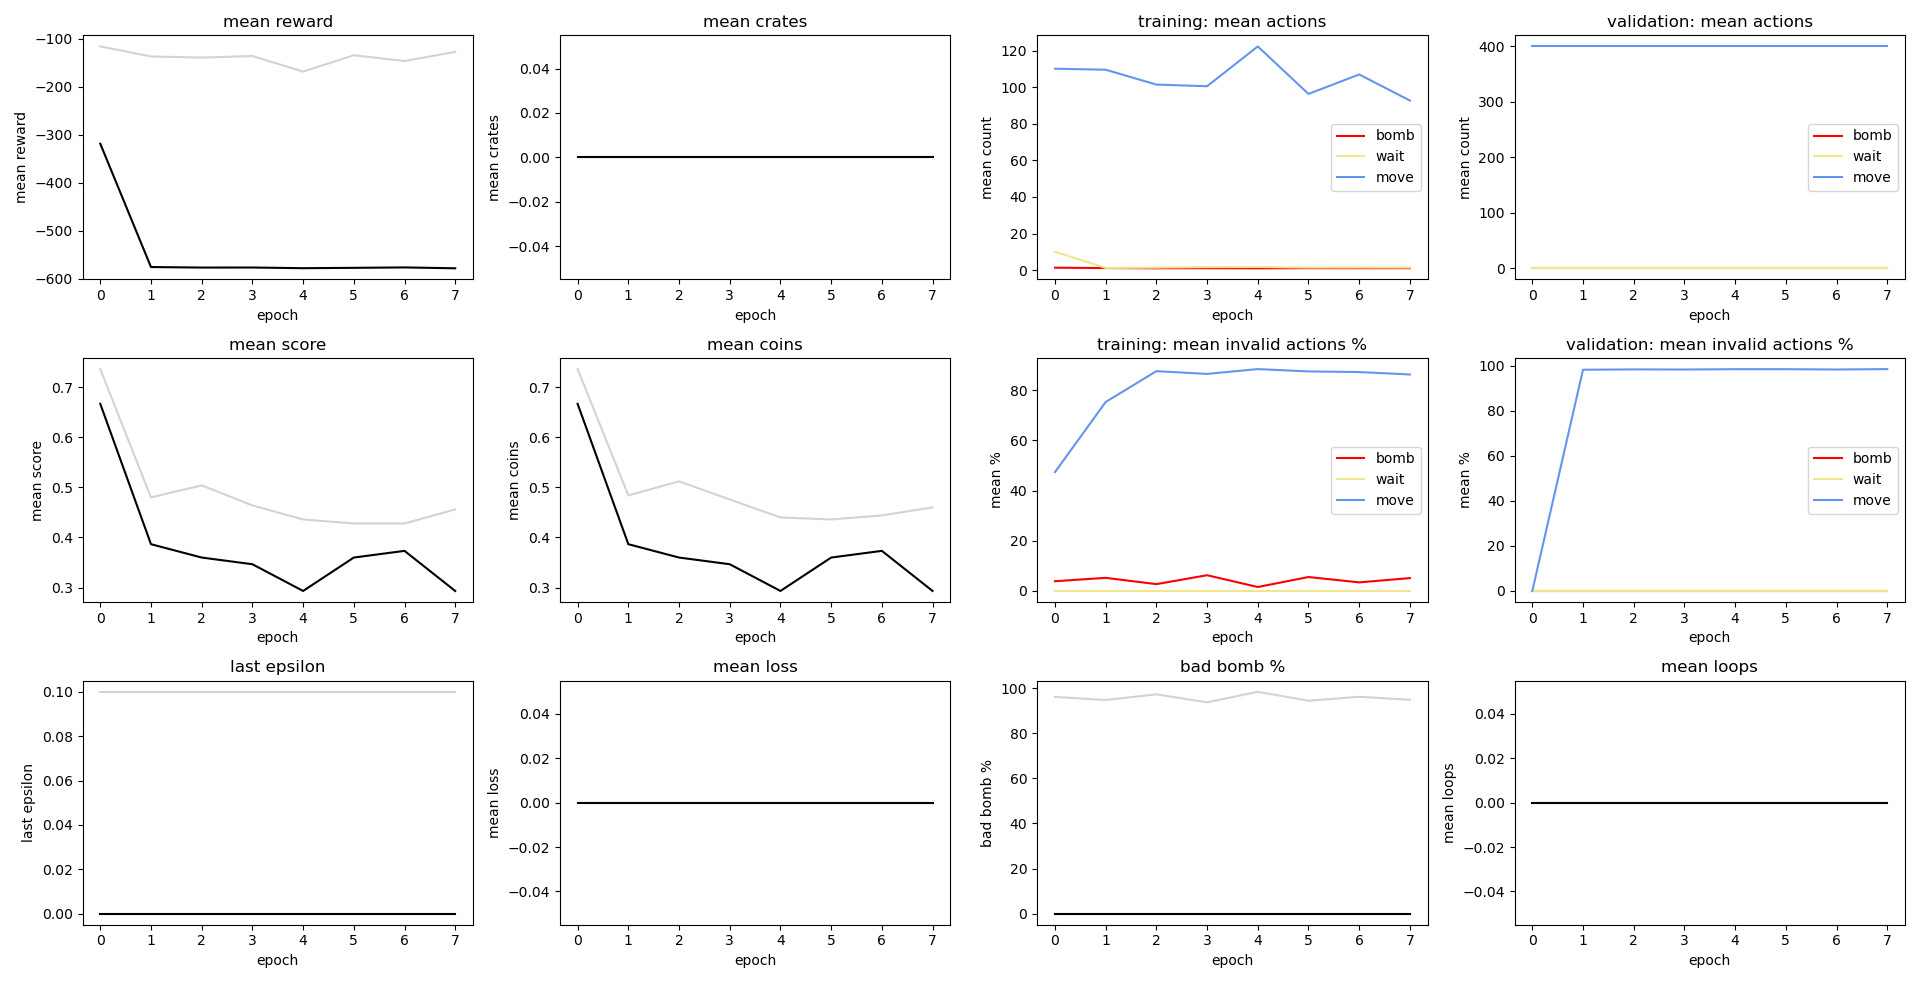 mean reward
mean reward
−100
−200
−300
−400
−500
−600
0 1 2 3 4 5 6 7
epoch
mean crates
mean crates
0.04
0.02
0.00
−0.02
−0.04
0 1 2 3 4 5 6 7
epoch
training: mean actions
mean count
120
100
80
60
40
20
0
bomb
wait
move
0 1 2 3 4 5 6 7
epoch
validation: mean actions
mean count
400
300
200
100
0
bomb
wait
move
0 1 2 3 4 5 6 7
epoch
mean score
mean score
0.7
0.6
0.5
0.4
0.3
0 1 2 3 4 5 6 7
epoch
mean coins
mean coins
0.7
0.6
0.5
0.4
0.3
0 1 2 3 4 5 6 7
epoch
training: mean invalid actions %
mean %
80
60
40
20
0
bomb
wait
move
0 1 2 3 4 5 6 7
epoch
validation: mean invalid actions %
mean %
100
80
60
40
20
0
bomb
wait
move
0 1 2 3 4 5 6 7
epoch
last epsilon
last epsilon
0.10
0.08
0.06
0.04
0.02
0.00
0 1 2 3 4 5 6 7
epoch
mean loss
mean loss
0.04
0.02
0.00
−0.02
−0.04
0 1 2 3 4 5 6 7
epoch
bad bomb %
bad bomb %
100
80
60
40
20
0
0 1 2 3 4 5 6 7
epoch
mean loops
mean loops
0.04
0.02
0.00
−0.02
−0.04
0 1 2 3 4 5 6 7
epoch